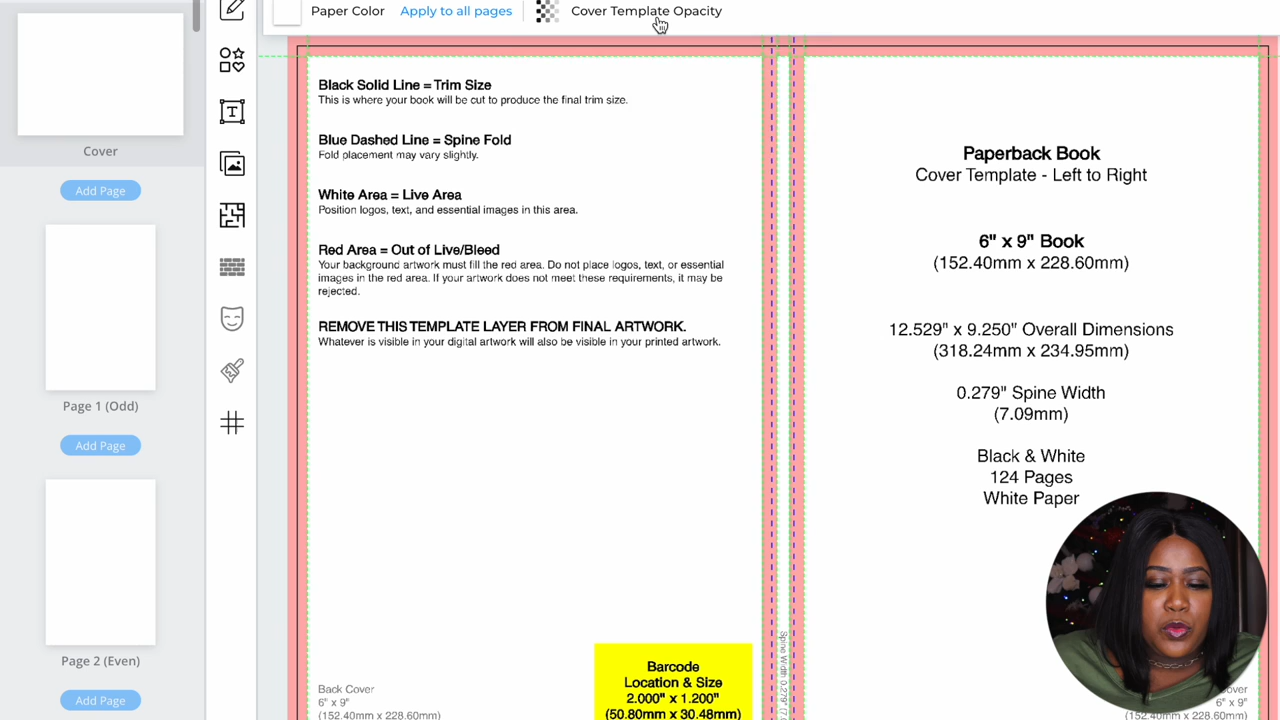 Paper Color
Apply to all pages
Cover Template Opacity
Cover
Add Page
Page 1 (Odd)
Add Page
Page 2 (Even)
Add Page
T
Black Solid Line = Trim Size
This is where your book will be cut to produce the final trim size.
Blue Dashed Line = Spine Fold
Fold placement may vary slightly.
White Area = Live Area
Position logos, text, and essential images in this area.
Red Area = Out of Live/Bleed
Your background artwork must fill the red area. Do not place logos, text, or essential
images in the red area. If your artwork does not meet these requirements, it may be
rejected.
REMOVE THIS TEMPLATE LAYER FROM FINAL ARTWORK.
Whatever is visible in your digital artwork will also be visible in your printed artwork.
Back Cover
6" x 9"
(152.40mm x 228.60mm)
Barcode
Location & Size
2.000" x 1.200"
(50.80mm x 30.48mm)
Spine Width 0.279"
Paperback Book
Cover Template - Left to Right
6" x 9" Book
(152.40mm x 228.60mm)
12.529" x 9.250" Overall Dimensions
(318.24mm x 234.95mm)
0.279" Spine Width
(7.09mm)
Black & White
124 Pages
White Paper
6" x 9"
(152.40mm x 228.60mm)